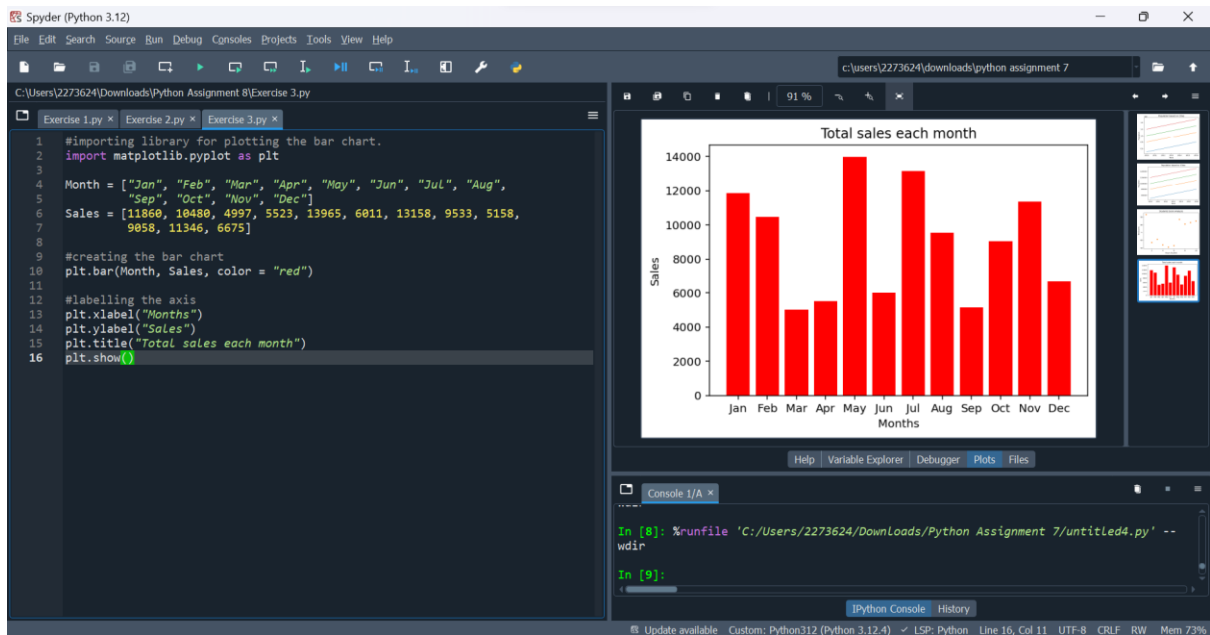 Spyder (Python 3.12)
File Edit Search Source Run Debug Consoles Projects Tools View Help
c:\users\2273624\downloads\python assignment 7
C:\Users\2273624\Downloads\Python Assignment 8\Exercise 3.py
Exercise 1.py × Exercise 2.py × Exercise 3.py ×
1 #importing library for plotting the bar chart.
2 import matplotlib.pyplot as plt
3
4 Month = ["Jan", "Feb", "Mar", "Apr", "May", "Jun", "Jul", "Aug",
5 "Sep", "Oct", "Nov", "Dec"]
6 Sales = [11860, 10480, 4997, 5523, 13965, 6011, 13158, 9533, 5158,
7 9058, 11346, 6675]
8
9 #creating the bar chart
10 plt.bar(Month, Sales, color = "red")
11
12 #labelling the axis
13 plt.xlabel("Months")
14 plt.ylabel("Sales")
15 plt.title("Total sales each month")
16 plt.show()
91 %
Total sales each month
14000
12000
10000
8000
6000
4000
2000
0
Sales
Jan Feb Mar Apr May Jun Jul Aug Sep Oct Nov Dec
Months
Help Variable Explorer Debugger Plots Files
Console 1/A ×
In [8]: %runfile 'C:/Users/2273624/Downloads/Python Assignment 7/untitled4.py' --
wdir
In [9]:
IPython Console History
Update available Custom: Python312 (Python 3.12.4) ✓ LSP: Python Line 16, Col 11 UTF-8 CRLF RW Mem 73%